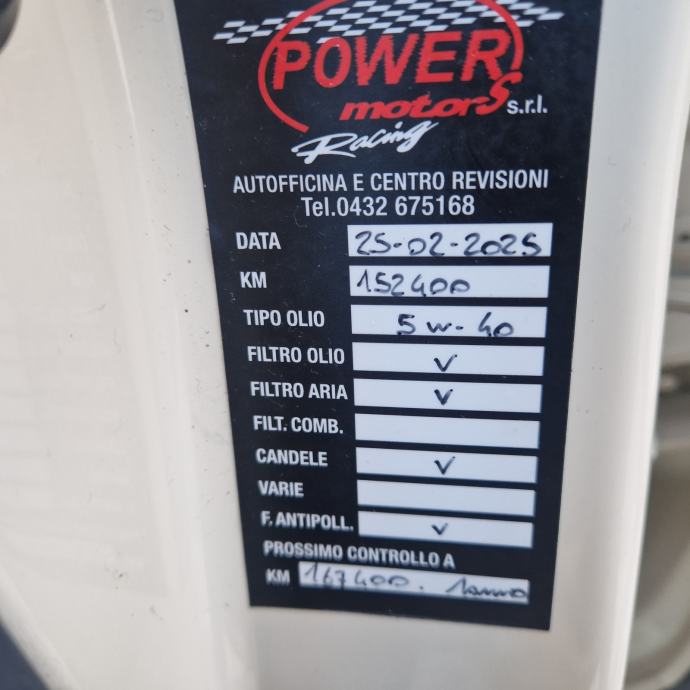 POWER
motorS s.r.l.
Racing
AUTOFFICINA E CENTRO REVISIONI
Tel.0432 675168
DATA 25-02-2025
KM 152400
TIPO OLIO 5W-40
FILTRO OLIO V
FILTRO ARIA V
FILT. COMB.
CANDELE V
VARIE
F. ANTIPOLL. V
PROSSIMO CONTROLLO A
KM 167400. 1anno